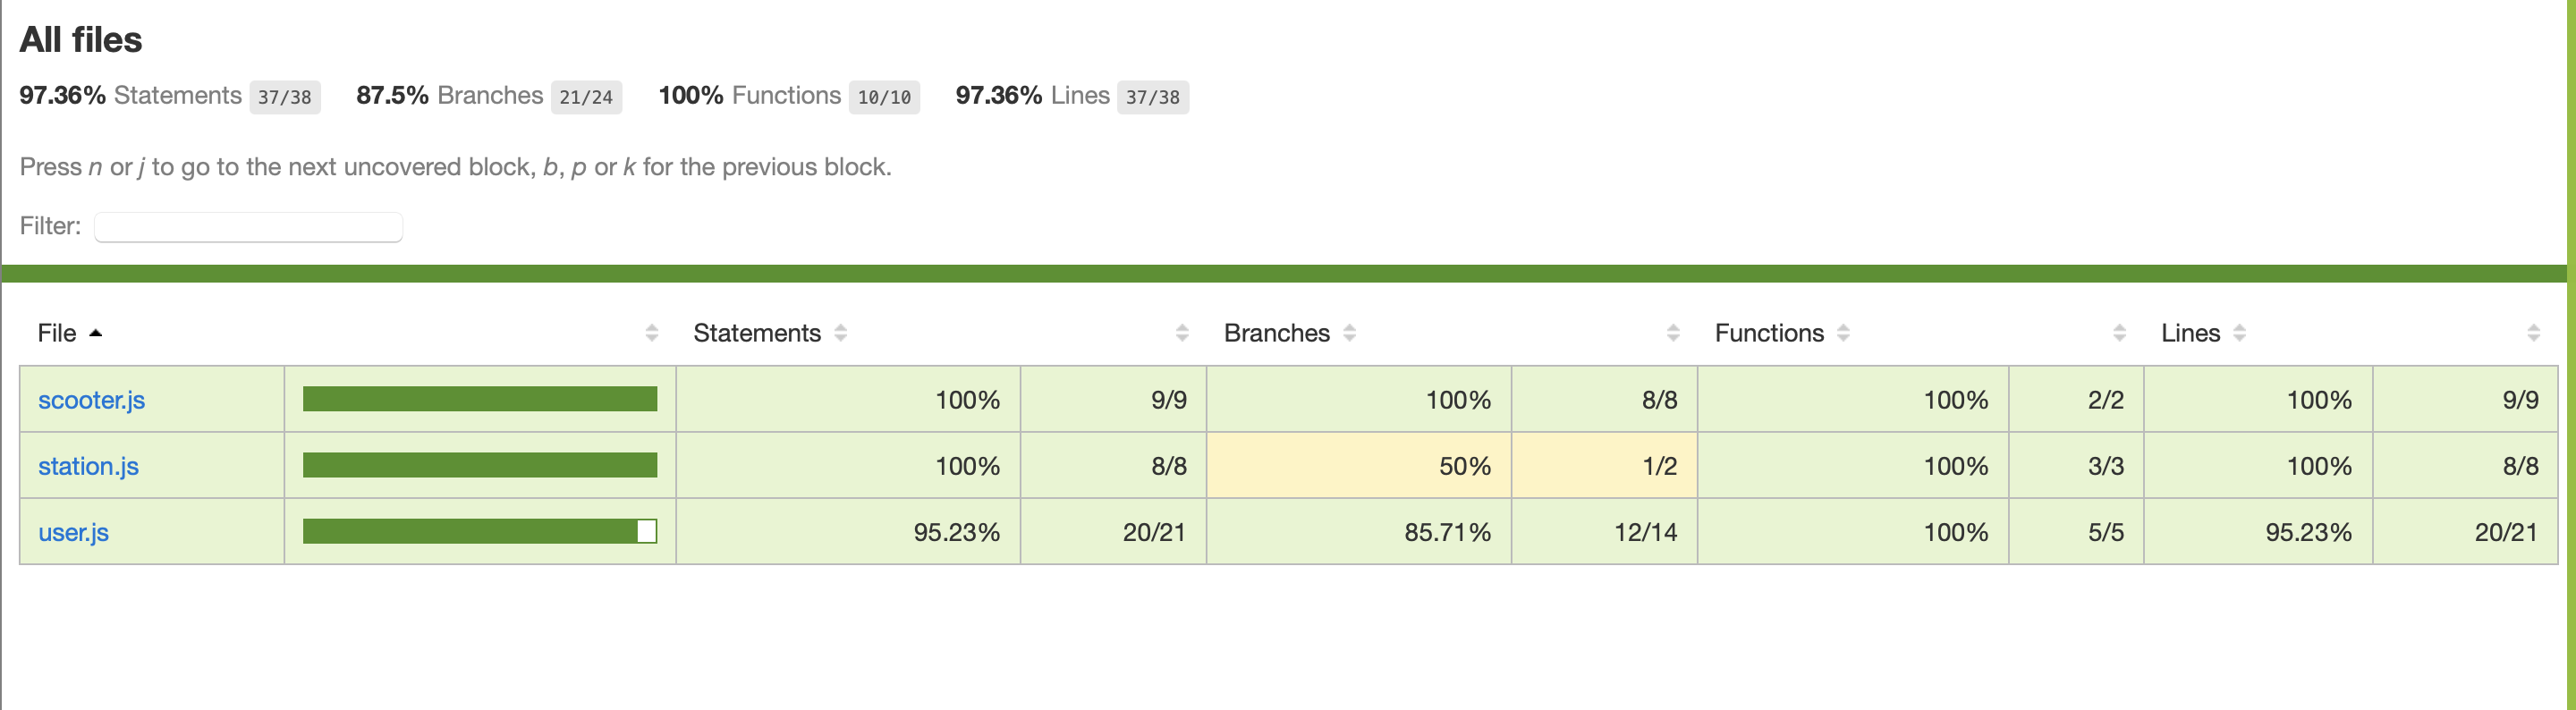 All files
97.36% Statements 37/38 87.5% Branches 21/24 100% Functions 10/10 97.36% Lines 37/38
Press n or j to go to the next uncovered block, b, p or k for the previous block.
Filter:
File Statements Branches Functions Lines
scooter.js 100% 9/9 100% 8/8 100% 2/2 100% 9/9
station.js 100% 8/8 50% 1/2 100% 3/3 100% 8/8
user.js 95.23% 20/21 85.71% 12/14 100% 5/5 95.23% 20/21